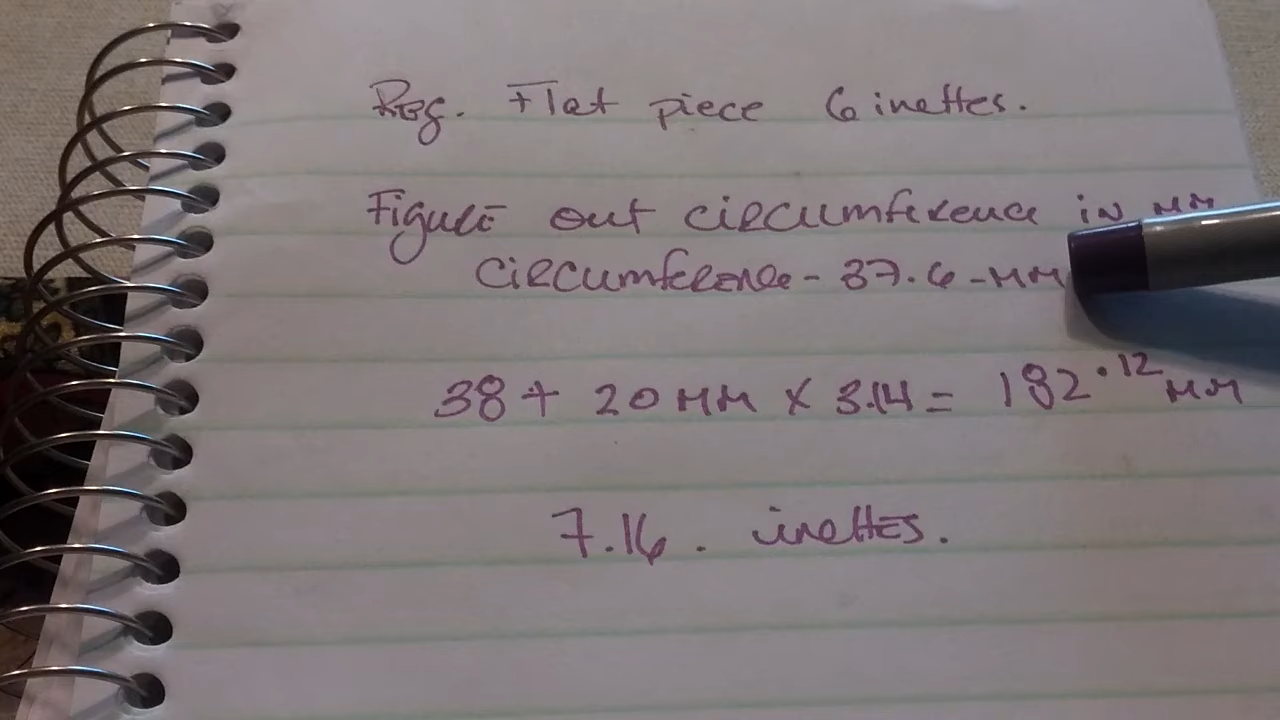 Reg. Flat piece 6 inches.
Figure out circumference in MM
circumference - 37.6 - MM
38 + 20 MM x 3.14 = 182.12 MM
7.16. inches.